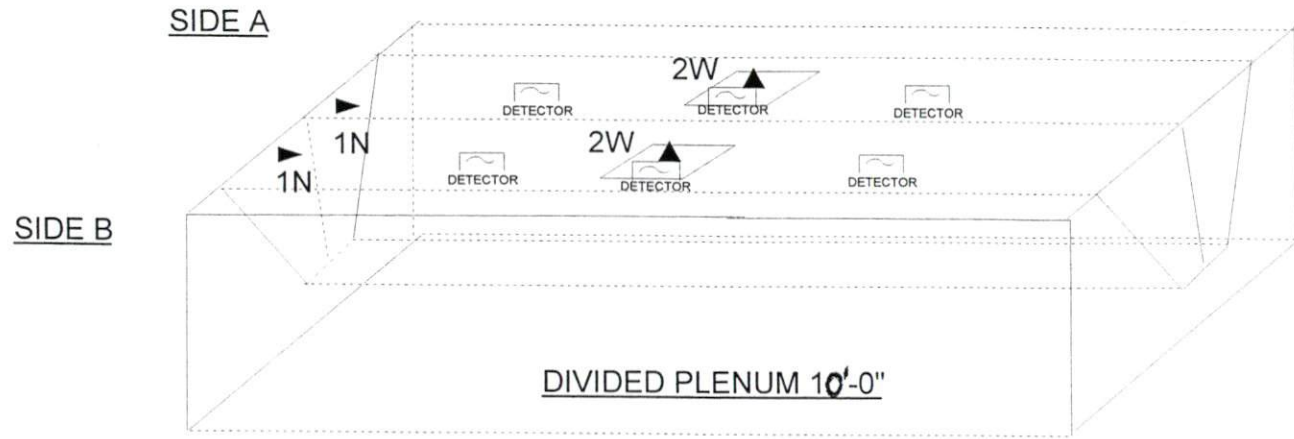 SIDE A
2W
DETECTOR
DETECTOR
DETECTOR
1N
2W
DETECTOR
DETECTOR
DETECTOR
1N
SIDE B
DIVIDED PLENUM 10'-0"